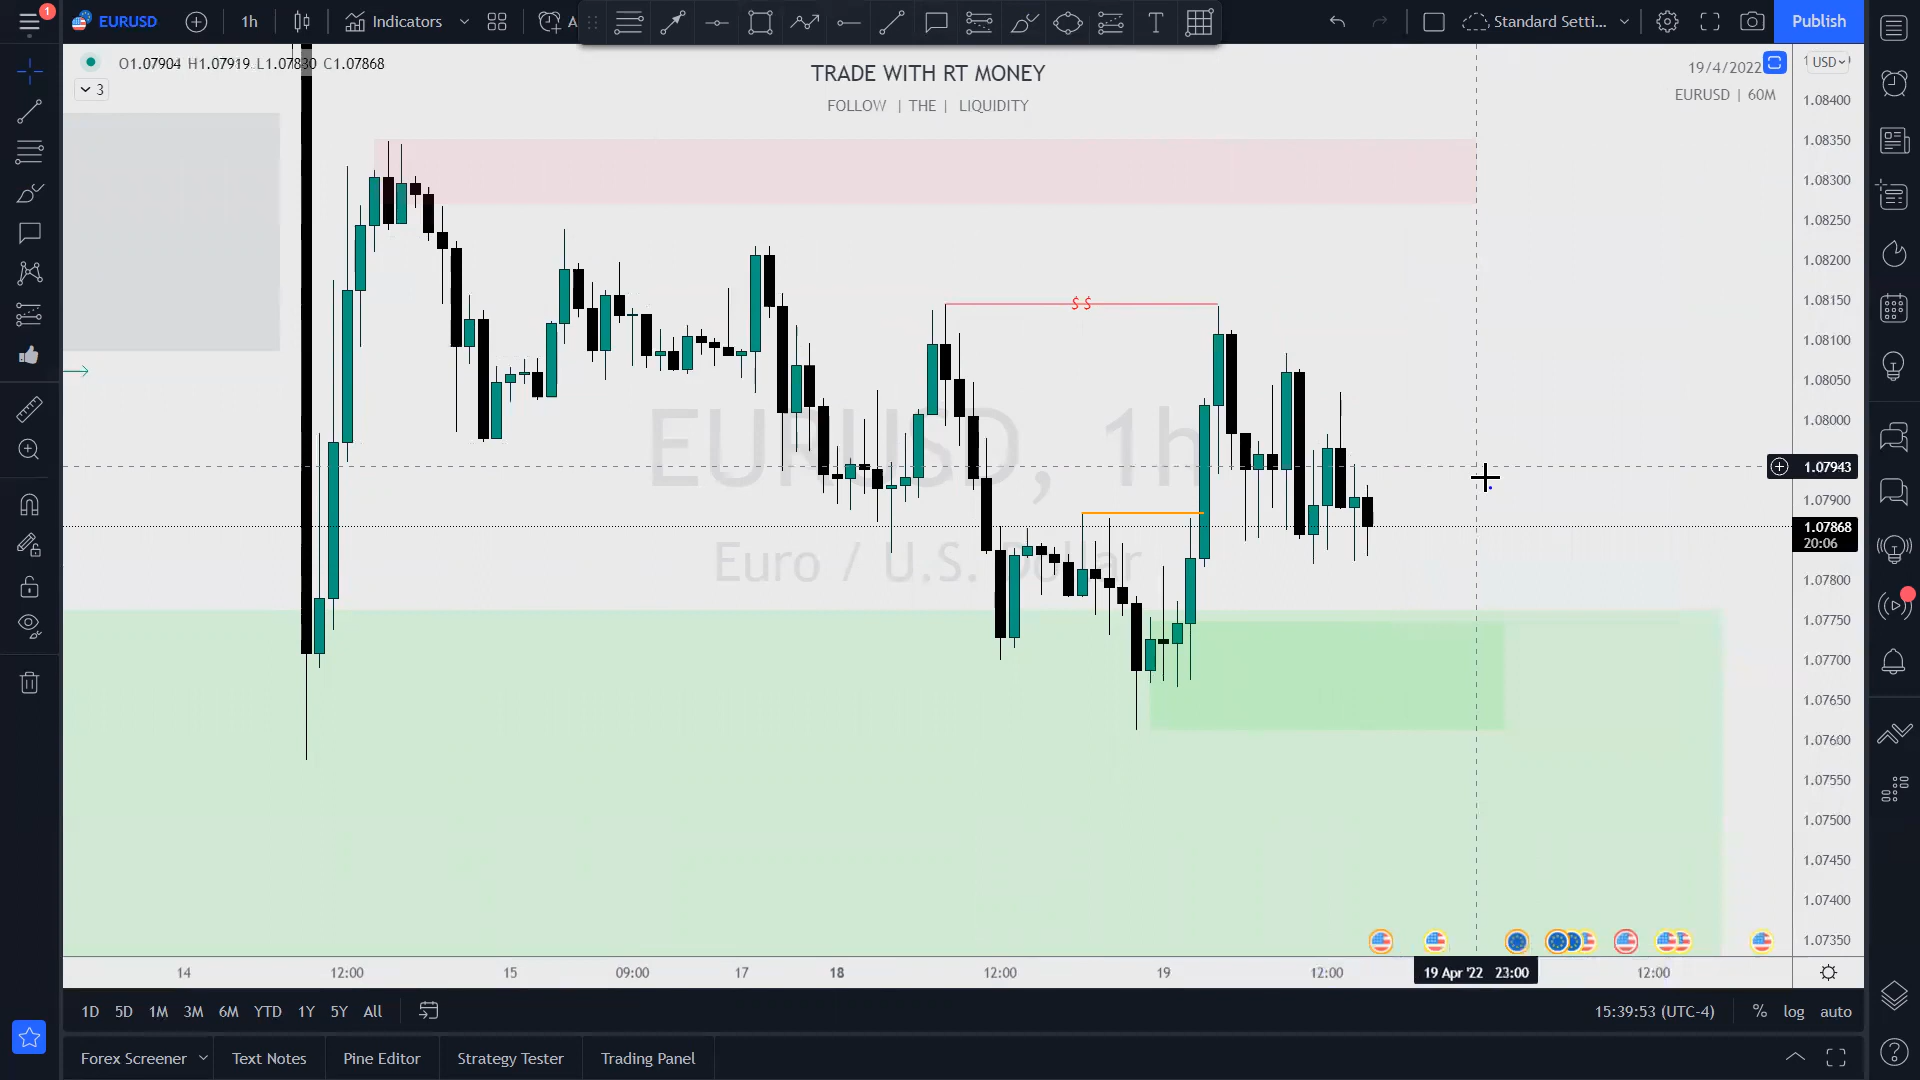 1
EURUSD
1h
Indicators
A
Standard Setti...
Publish
O1.07904 H1.07919 L1.07830 C1.07868
3
TRADE WITH RT MONEY
FOLLOW | THE | LIQUIDITY
19/4/2022
EURUSD | 60M
USD
1.08400
1.08350
1.08300
1.08250
1.08200
1.08150
1.08100
1.08050
1.08000
1.07943
1.07900
1.07868
20:06
1.07800
1.07750
1.07700
1.07650
1.07600
1.07550
1.07500
1.07450
1.07400
1.07350
$ $
EURUSD, 1h
Euro / U.S. Dollar
14 12:00 15 09:00 17 18 12:00 19 12:00 19 Apr '22 23:00 12:00
1D 5D 1M 3M 6M YTD 1Y 5Y All
15:39:53 (UTC-4) % log auto
Forex Screener Text Notes Pine Editor Strategy Tester Trading Panel